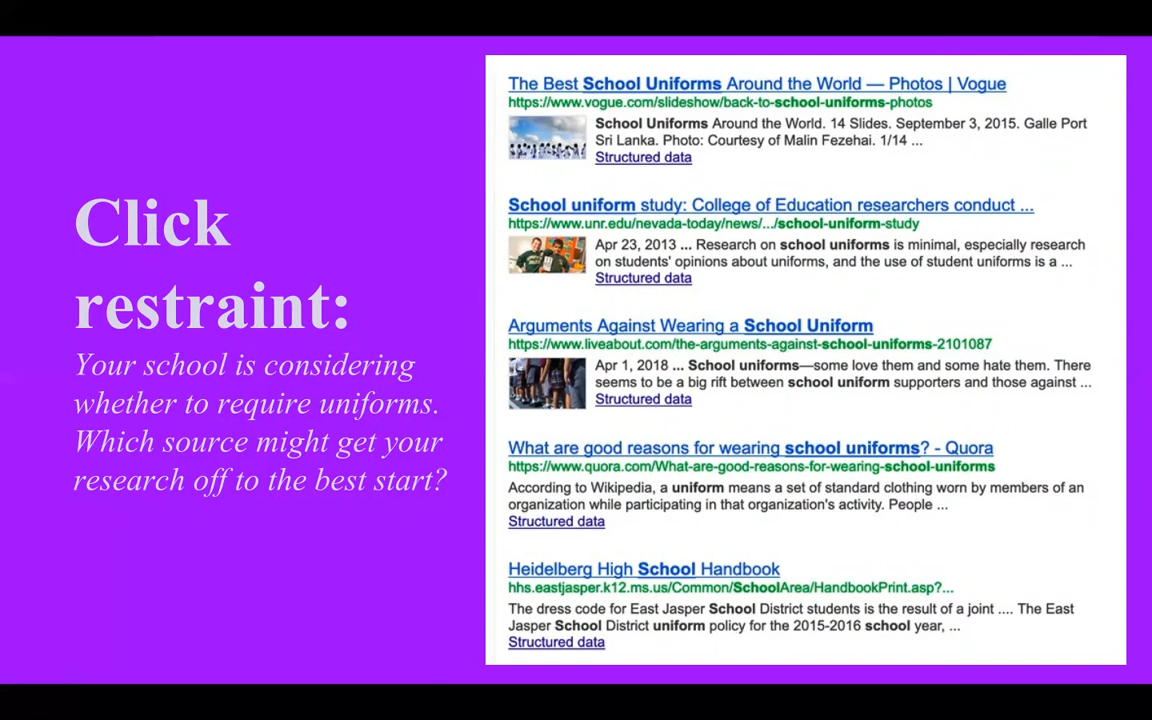 Click
restraint:
Your school is considering
whether to require uniforms.
Which source might get your
research off to the best start?
The Best School Uniforms Around the World — Photos | Vogue
https://www.vogue.com/slideshow/back-to-school-uniforms-photos
School Uniforms Around the World. 14 Slides. September 3, 2015. Galle Port
Sri Lanka. Photo: Courtesy of Malin Fezehai. 1/14 ...
Structured data
School uniform study: College of Education researchers conduct ...
https://www.unr.edu/nevada-today/news/.../school-uniform-study
Apr 23, 2013 ... Research on school uniforms is minimal, especially research
on students' opinions about uniforms, and the use of student uniforms is a ...
Structured data
Arguments Against Wearing a School Uniform
https://www.liveabout.com/the-arguments-against-school-uniforms-2101087
Apr 1, 2018 ... School uniforms—some love them and some hate them. There
seems to be a big rift between school uniform supporters and those against ...
Structured data
What are good reasons for wearing school uniforms? - Quora
https://www.quora.com/What-are-good-reasons-for-wearing-school-uniforms
According to Wikipedia, a uniform means a set of standard clothing worn by members of an
organization while participating in that organization's activity. People ...
Structured data
Heidelberg High School Handbook
hhs.eastjasper.k12.ms.us/Common/SchoolArea/HandbookPrint.asp?...
The dress code for East Jasper School District students is the result of a joint .... The East
Jasper School District uniform policy for the 2015-2016 school year, ...
Structured data